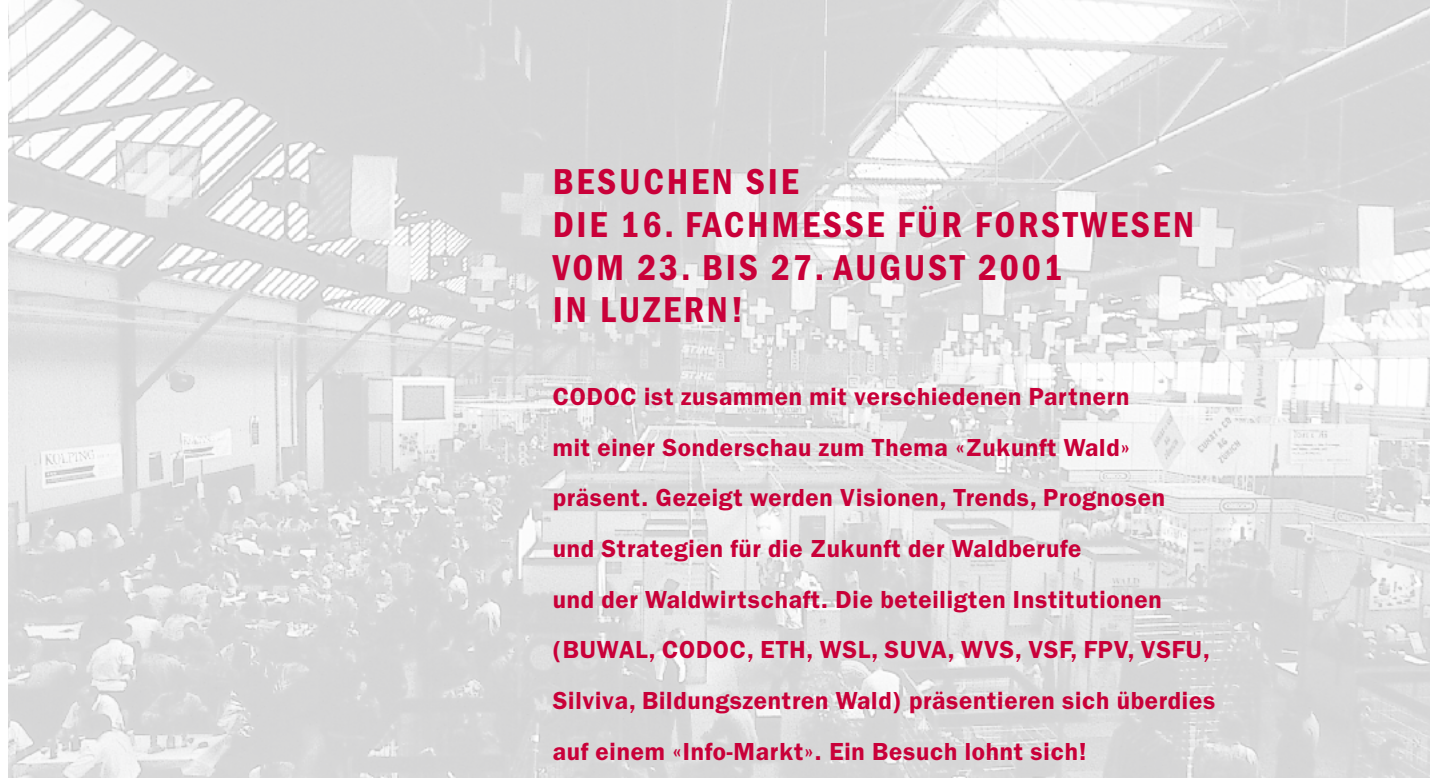 BESUCHEN SIE
DIE 16. FACHMESSE FÜR FORSTWESEN
VOM 23. BIS 27. AUGUST 2001
IN LUZERN!
CODOC ist zusammen mit verschiedenen Partnern
mit einer Sonderschau zum Thema «Zukunft Wald»
präsent. Gezeigt werden Visionen, Trends, Prognosen
und Strategien für die Zukunft der Waldberufe
und der Waldwirtschaft. Die beteiligten Institutionen
(BUWAL, CODOC, ETH, WSL, SUVA, WVS, VSF, FPV, VSFU,
Silviva, Bildungszentren Wald) präsentieren sich überdies
auf einem «Info-Markt». Ein Besuch lohnt sich!
STIHL
KOLPING
WALD